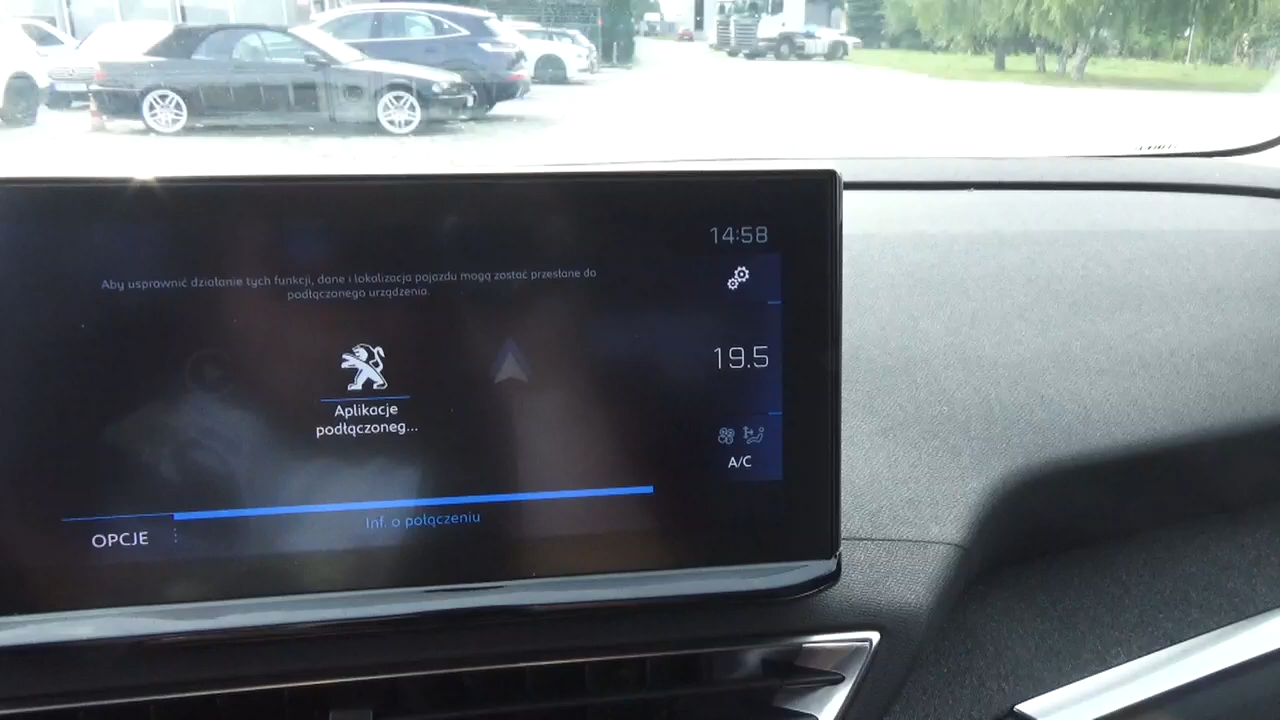 14:58
Aby usprawnić działanie tych funkcji, dane i lokalizacja pojazdu mogą zostać przesłane do
podłączonego urządzenia.
19.5
Aplikacje
podłączoneg...
A/C
Inf. o połączeniu
OPCJE